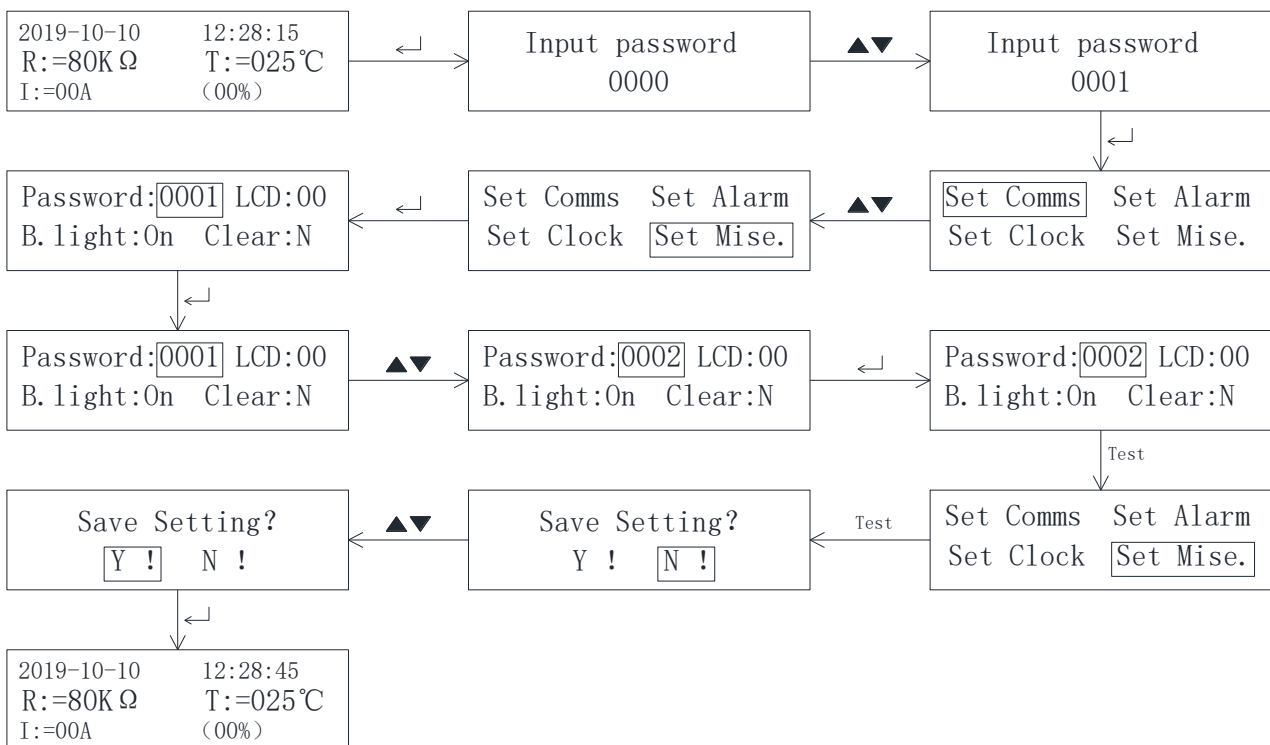 2019-10-10 12:28:15
R:=80KΩ T:=025℃
I:=00A (00%)
Input password
0000
Input password
0001
Password:0001 LCD:00
B.light:On Clear:N
Set Comms Set Alarm
Set Clock Set Mise.
Set Comms Set Alarm
Set Clock Set Mise.
Password:0001 LCD:00
B.light:On Clear:N
Password:0002 LCD:00
B.light:On Clear:N
Password:0002 LCD:00
B.light:On Clear:N
Test
Save Setting?
Y ! N !
Save Setting?
Y ! N !
Test
Set Comms Set Alarm
Set Clock Set Mise.
2019-10-10 12:28:45
R:=80KΩ T:=025℃
I:=00A (00%)